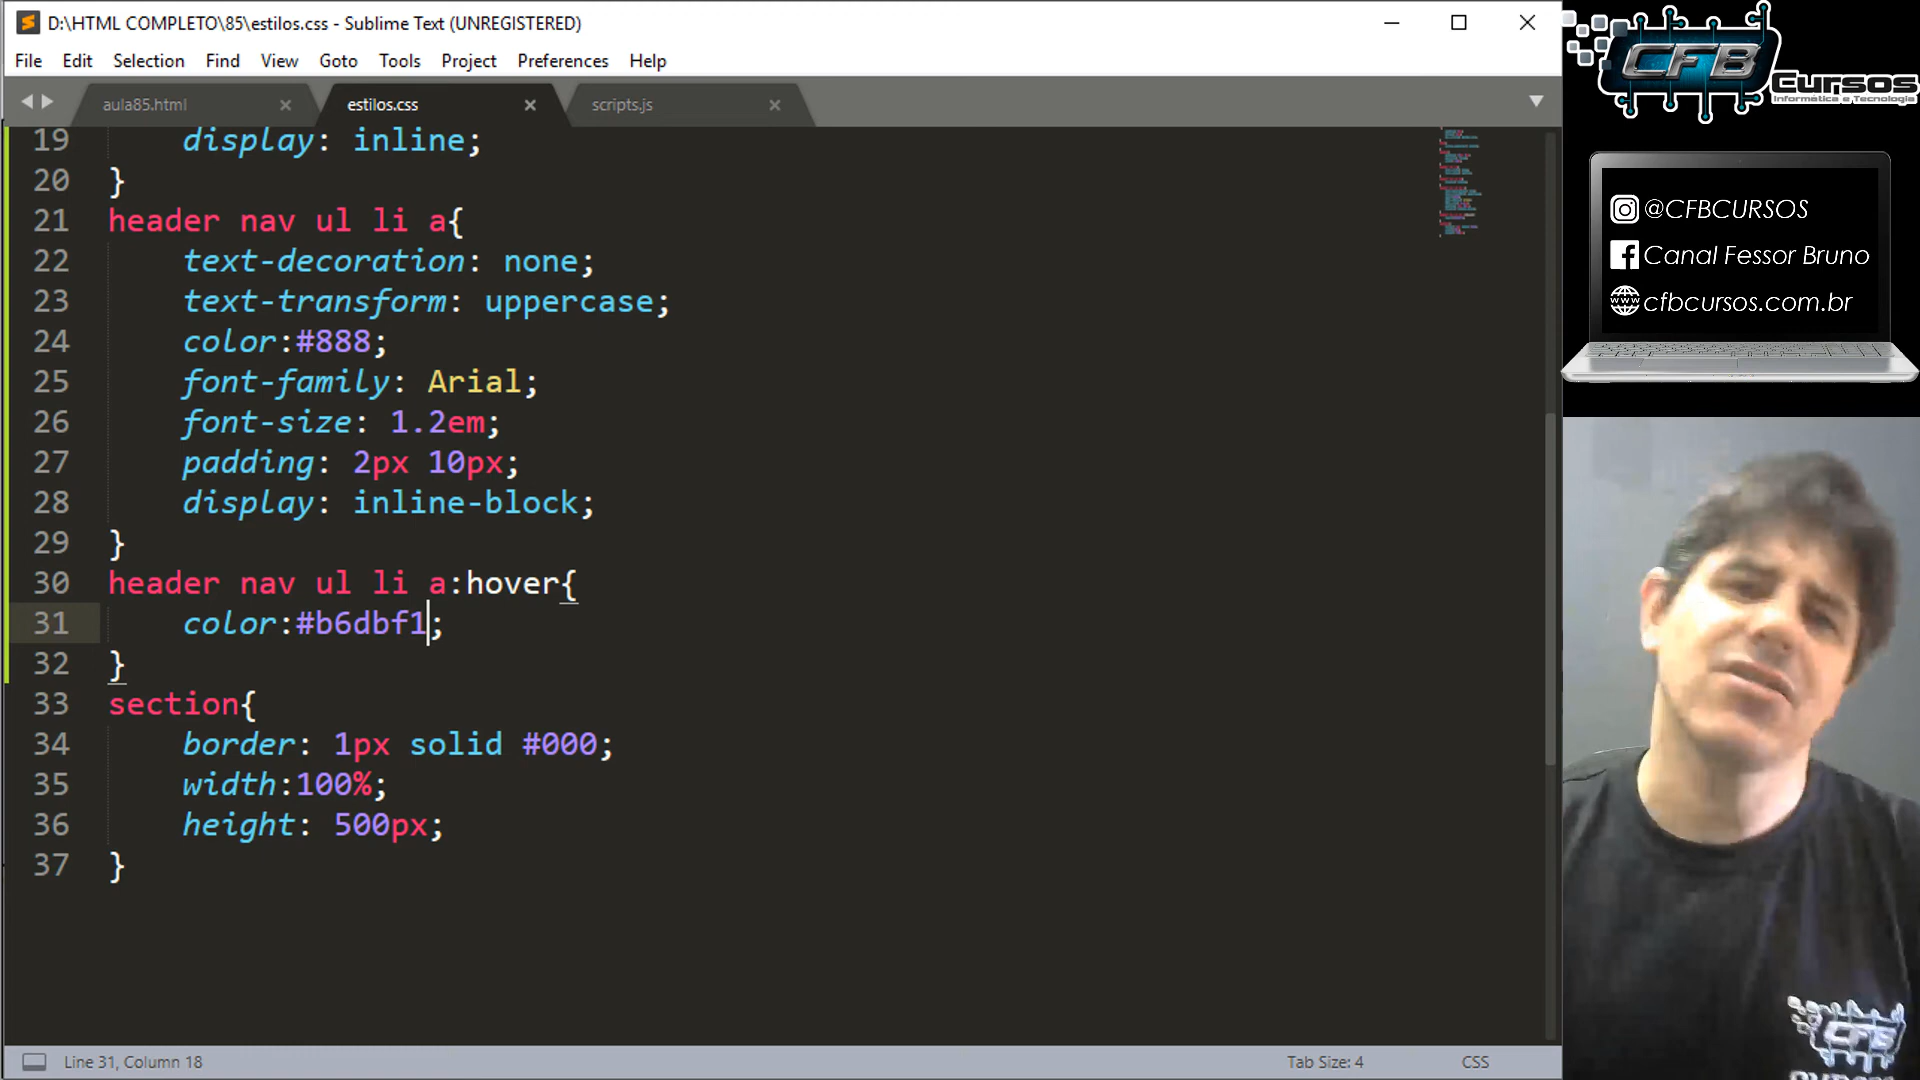 D:\HTML COMPLETO\85\estilos.css - Sublime Text (UNREGISTERED)
File Edit Selection Find View Goto Tools Project Preferences Help
aula85.html estilos.css scripts.js
19 display: inline;
20 }
21 header nav ul li a{
22 text-decoration: none;
23 text-transform: uppercase;
24 color:#888;
25 font-family: Arial;
26 font-size: 1.2em;
27 padding: 2px 10px;
28 display: inline-block;
29 }
30 header nav ul li a:hover{
31 color:#b6dbf1;
32 }
33 section{
34 border: 1px solid #000;
35 width:100%;
36 height: 500px;
37 }
Line 31, Column 18
Tab Size: 4
CSS
CFB
Cursos
Informática e Tecnologia
@CFBCURSOS
Canal Fessor Bruno
www
cfbcursos.com.br
CFB